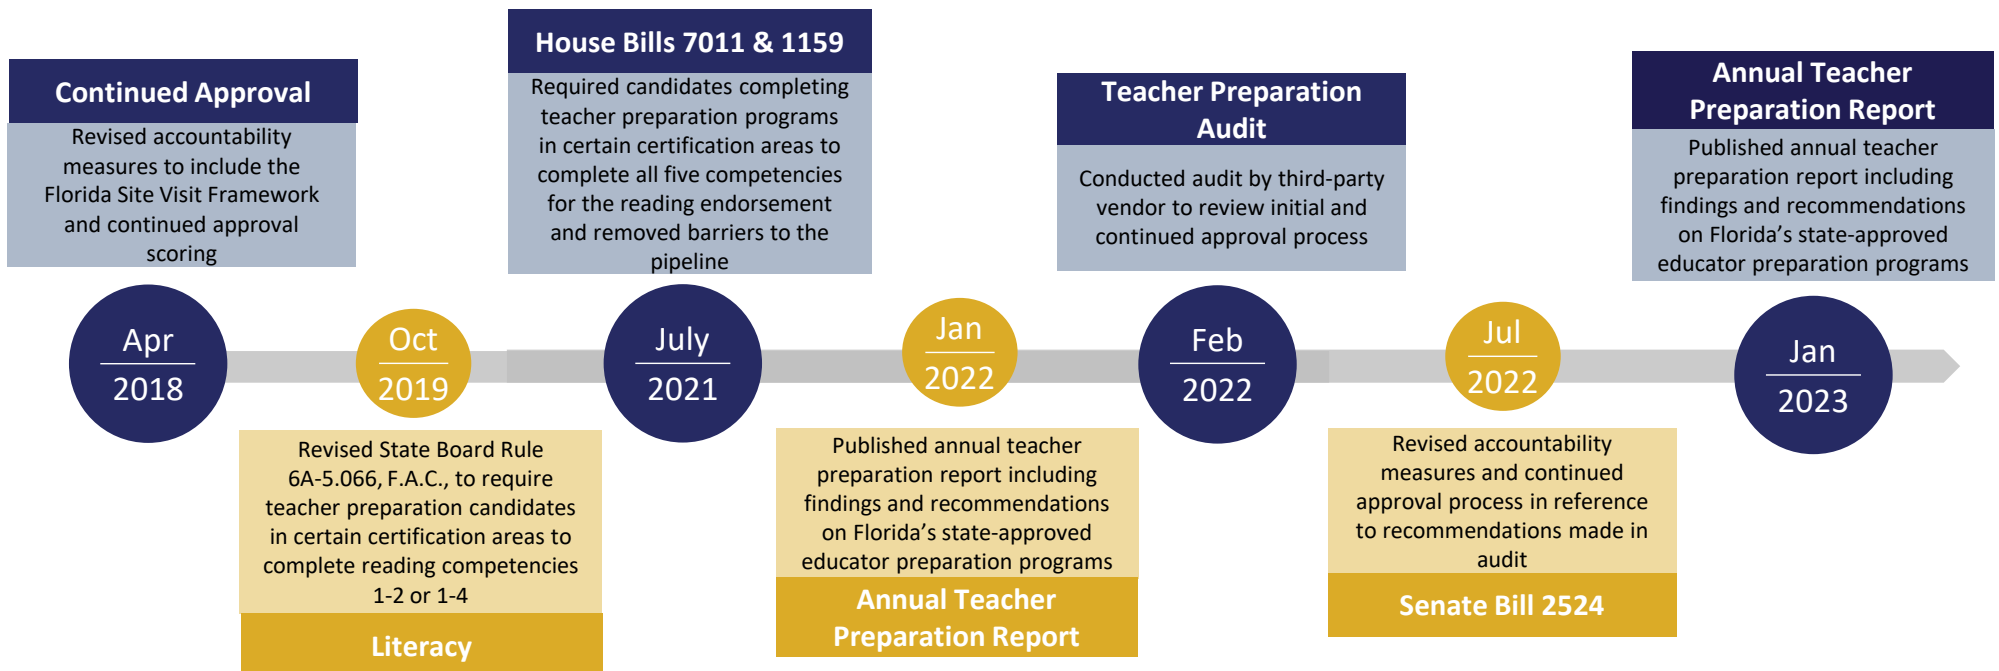 Continued Approval
Revised accountability
measures to include the
Florida Site Visit Framework
and continued approval
scoring
Apr
2018
Oct
2019
Revised State Board Rule
6A-5.066, F.A.C., to require
teacher preparation candidates
in certain certification areas to
complete reading competencies
1-2 or 1-4
Literacy
House Bills 7011 & 1159
Required candidates completing
teacher preparation programs
in certain certification areas to
complete all five competencies
for the reading endorsement
and removed barriers to the
pipeline
July
2021
Jan
2022
Published annual teacher
preparation report including
findings and recommendations
on Florida’s state-approved
educator preparation programs
Annual Teacher
Preparation Report
Teacher Preparation
Audit
Conducted audit by third-party
vendor to review initial and
continued approval process
Feb
2022
Jul
2022
Revised accountability
measures and continued
approval process in reference
to recommendations made in
audit
Senate Bill 2524
Annual Teacher
Preparation Report
Published annual teacher
preparation report including
findings and recommendations
on Florida’s state-approved
educator preparation programs
Jan
2023